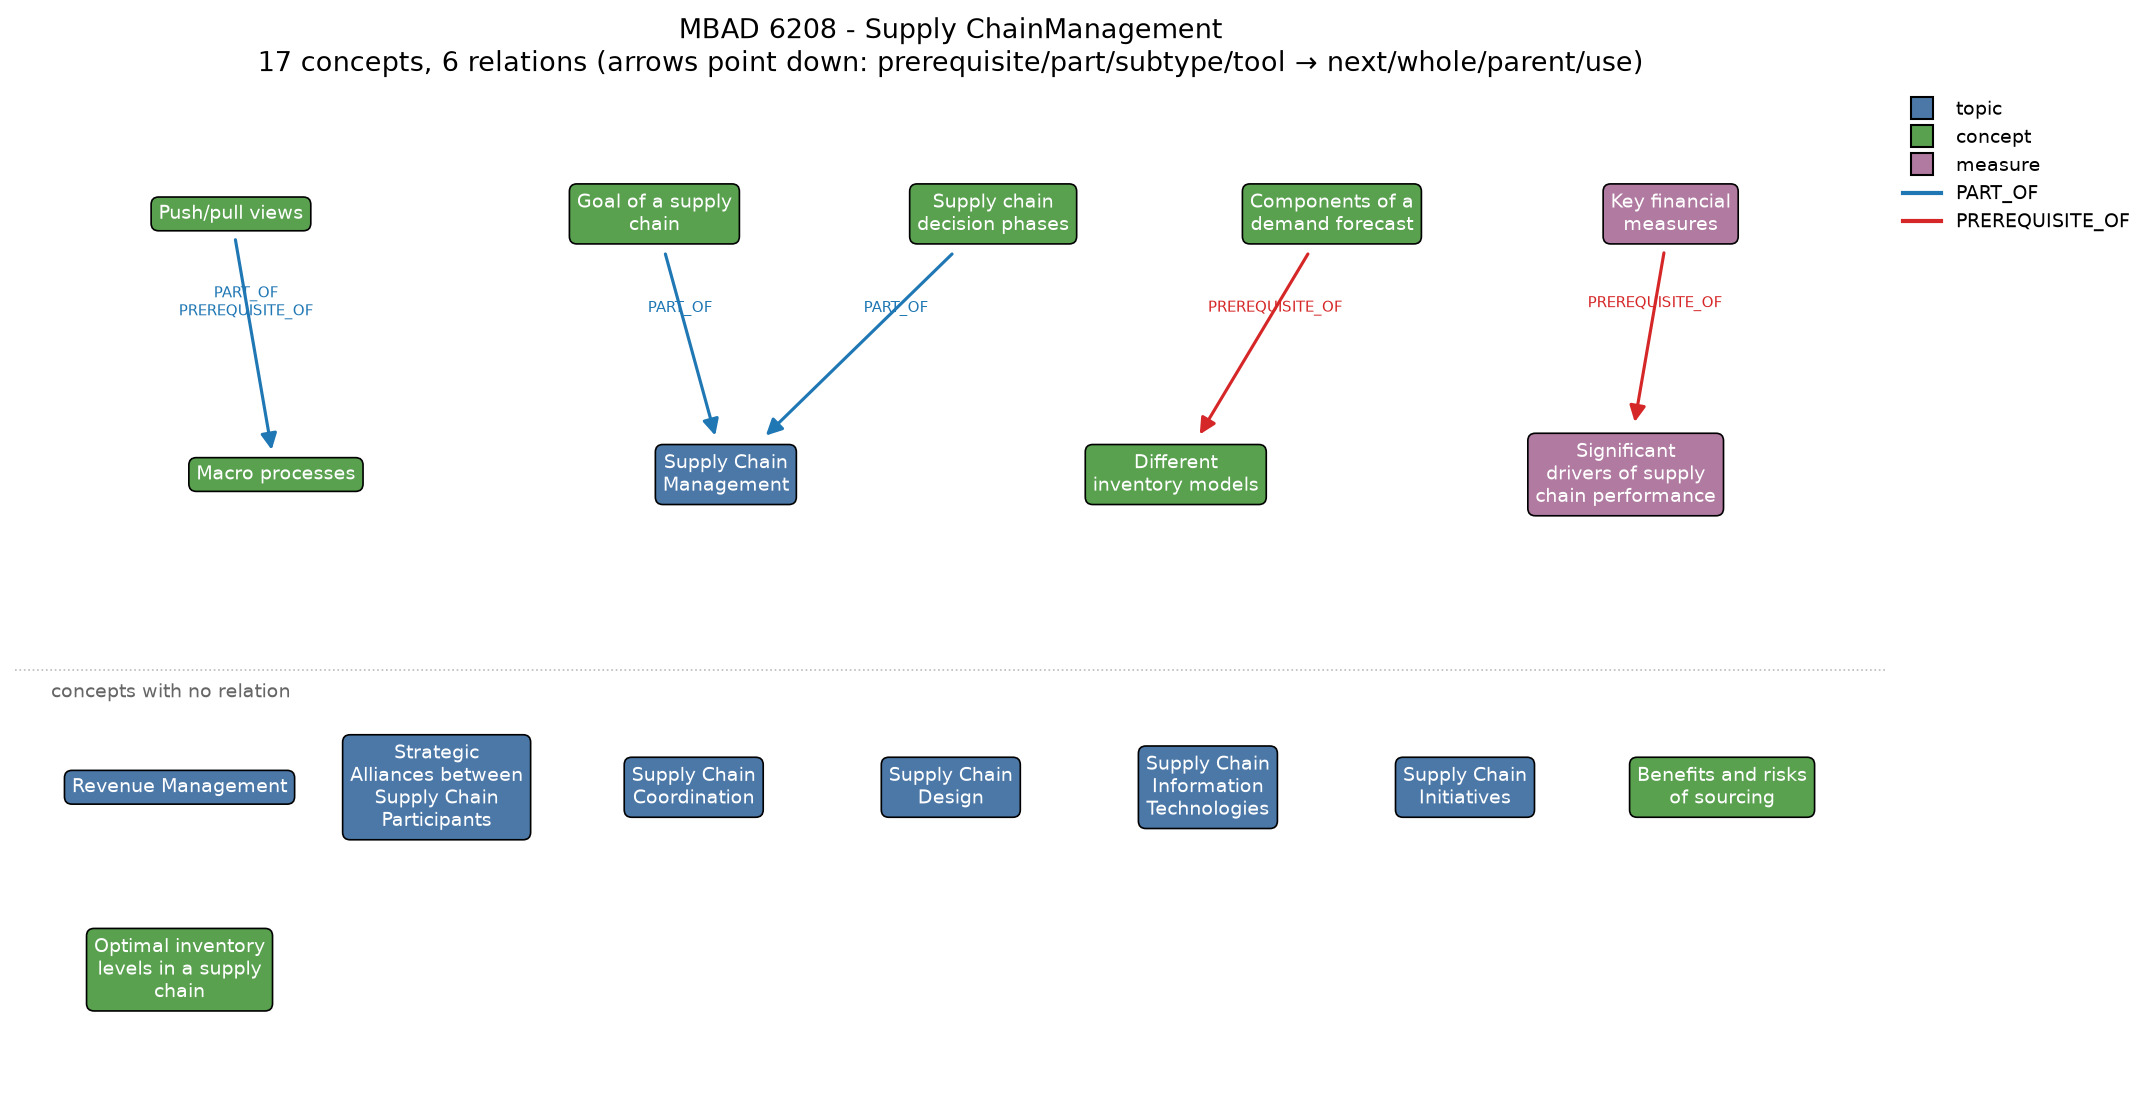 MBAD 6208 - Supply ChainManagement
17 concepts, 6 relations (arrows point down: prerequisite/part/subtype/tool → next/whole/parent/use)
topic
concept
measure
PART_OF
PREREQUISITE_OF
Push/pull views
Goal of a supply
chain
Supply chain
decision phases
Components of a
demand forecast
Key financial
measures
PART_OF
PREREQUISITE_OF
PART_OF
PART_OF
PREREQUISITE_OF
PREREQUISITE_OF
Macro processes
Supply Chain
Management
Different
inventory models
Significant
drivers of supply
chain performance
concepts with no relation
Revenue Management
Strategic
Alliances between
Supply Chain
Participants
Supply Chain
Coordination
Supply Chain
Design
Supply Chain
Information
Technologies
Supply Chain
Initiatives
Benefits and risks
of sourcing
Optimal inventory
levels in a supply
chain